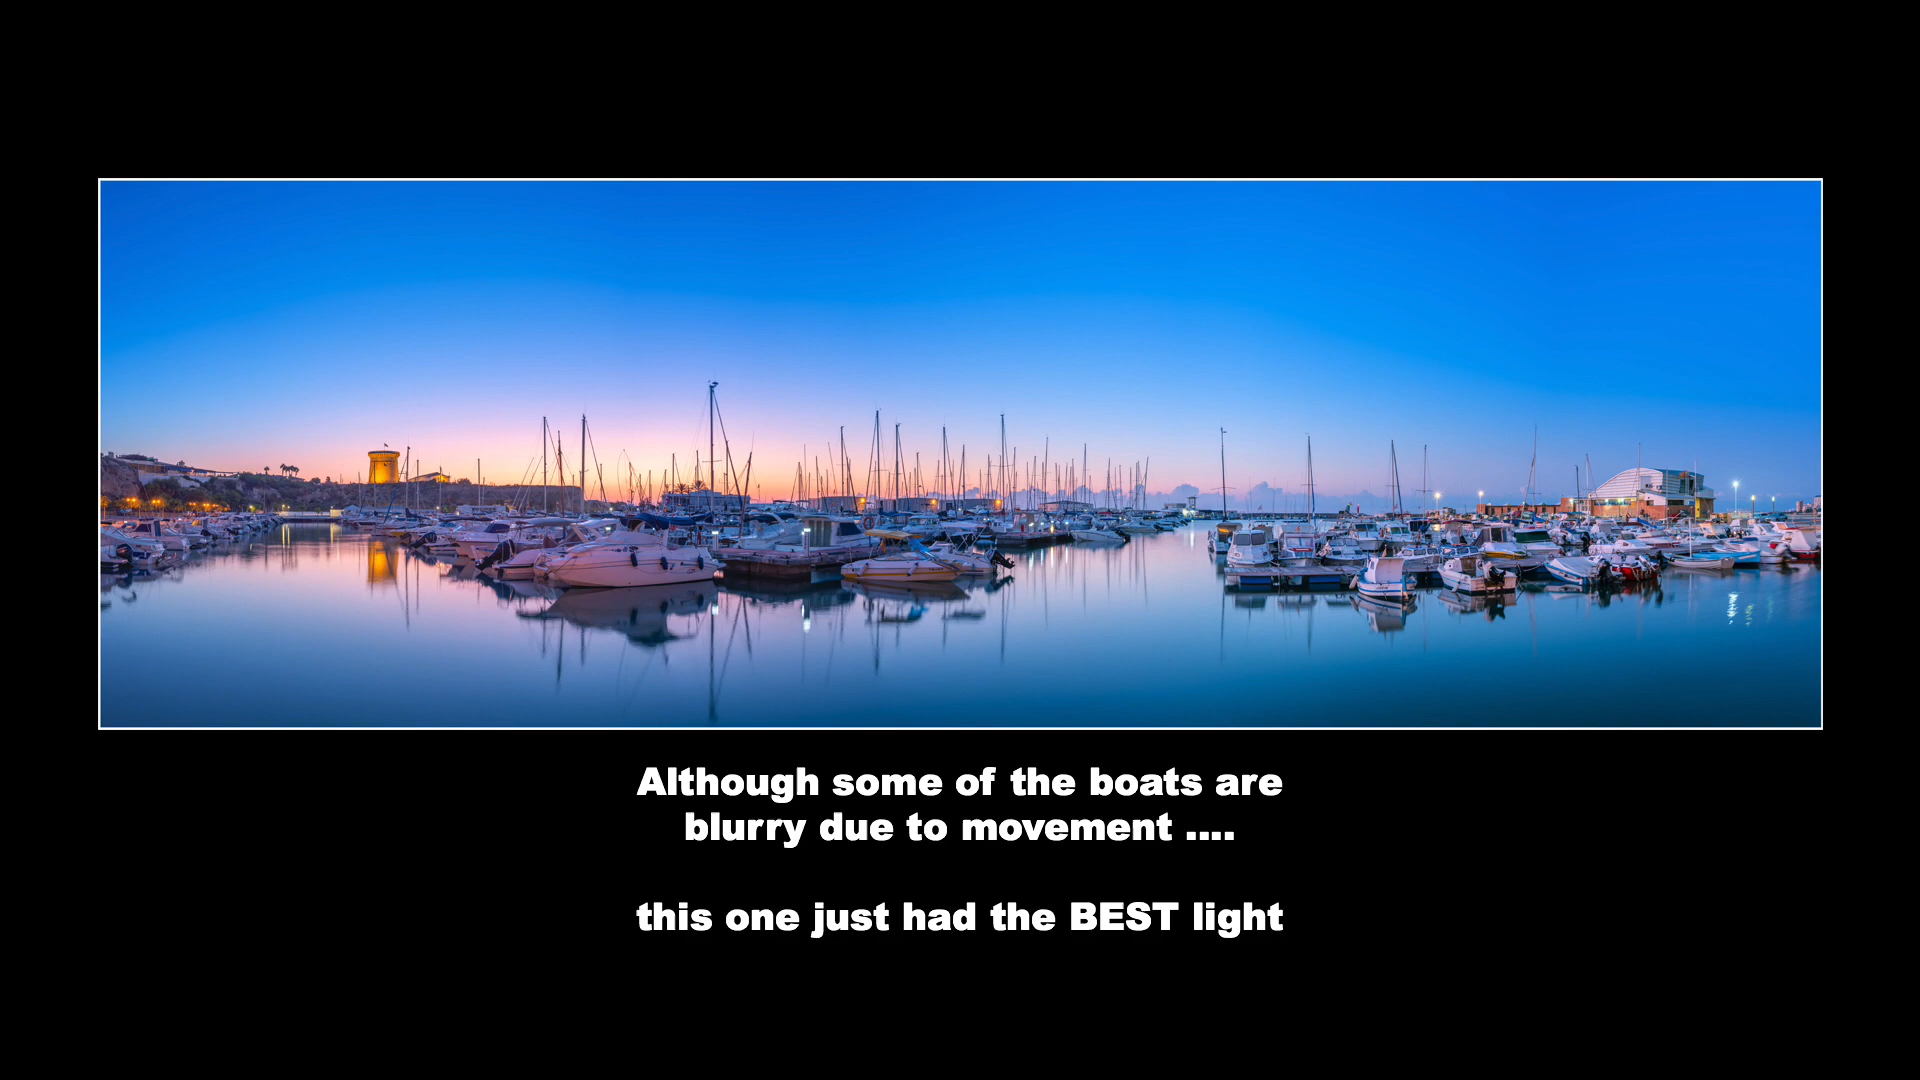 Although some of the boats are
blurry due to movement ....
this one just had the BEST light